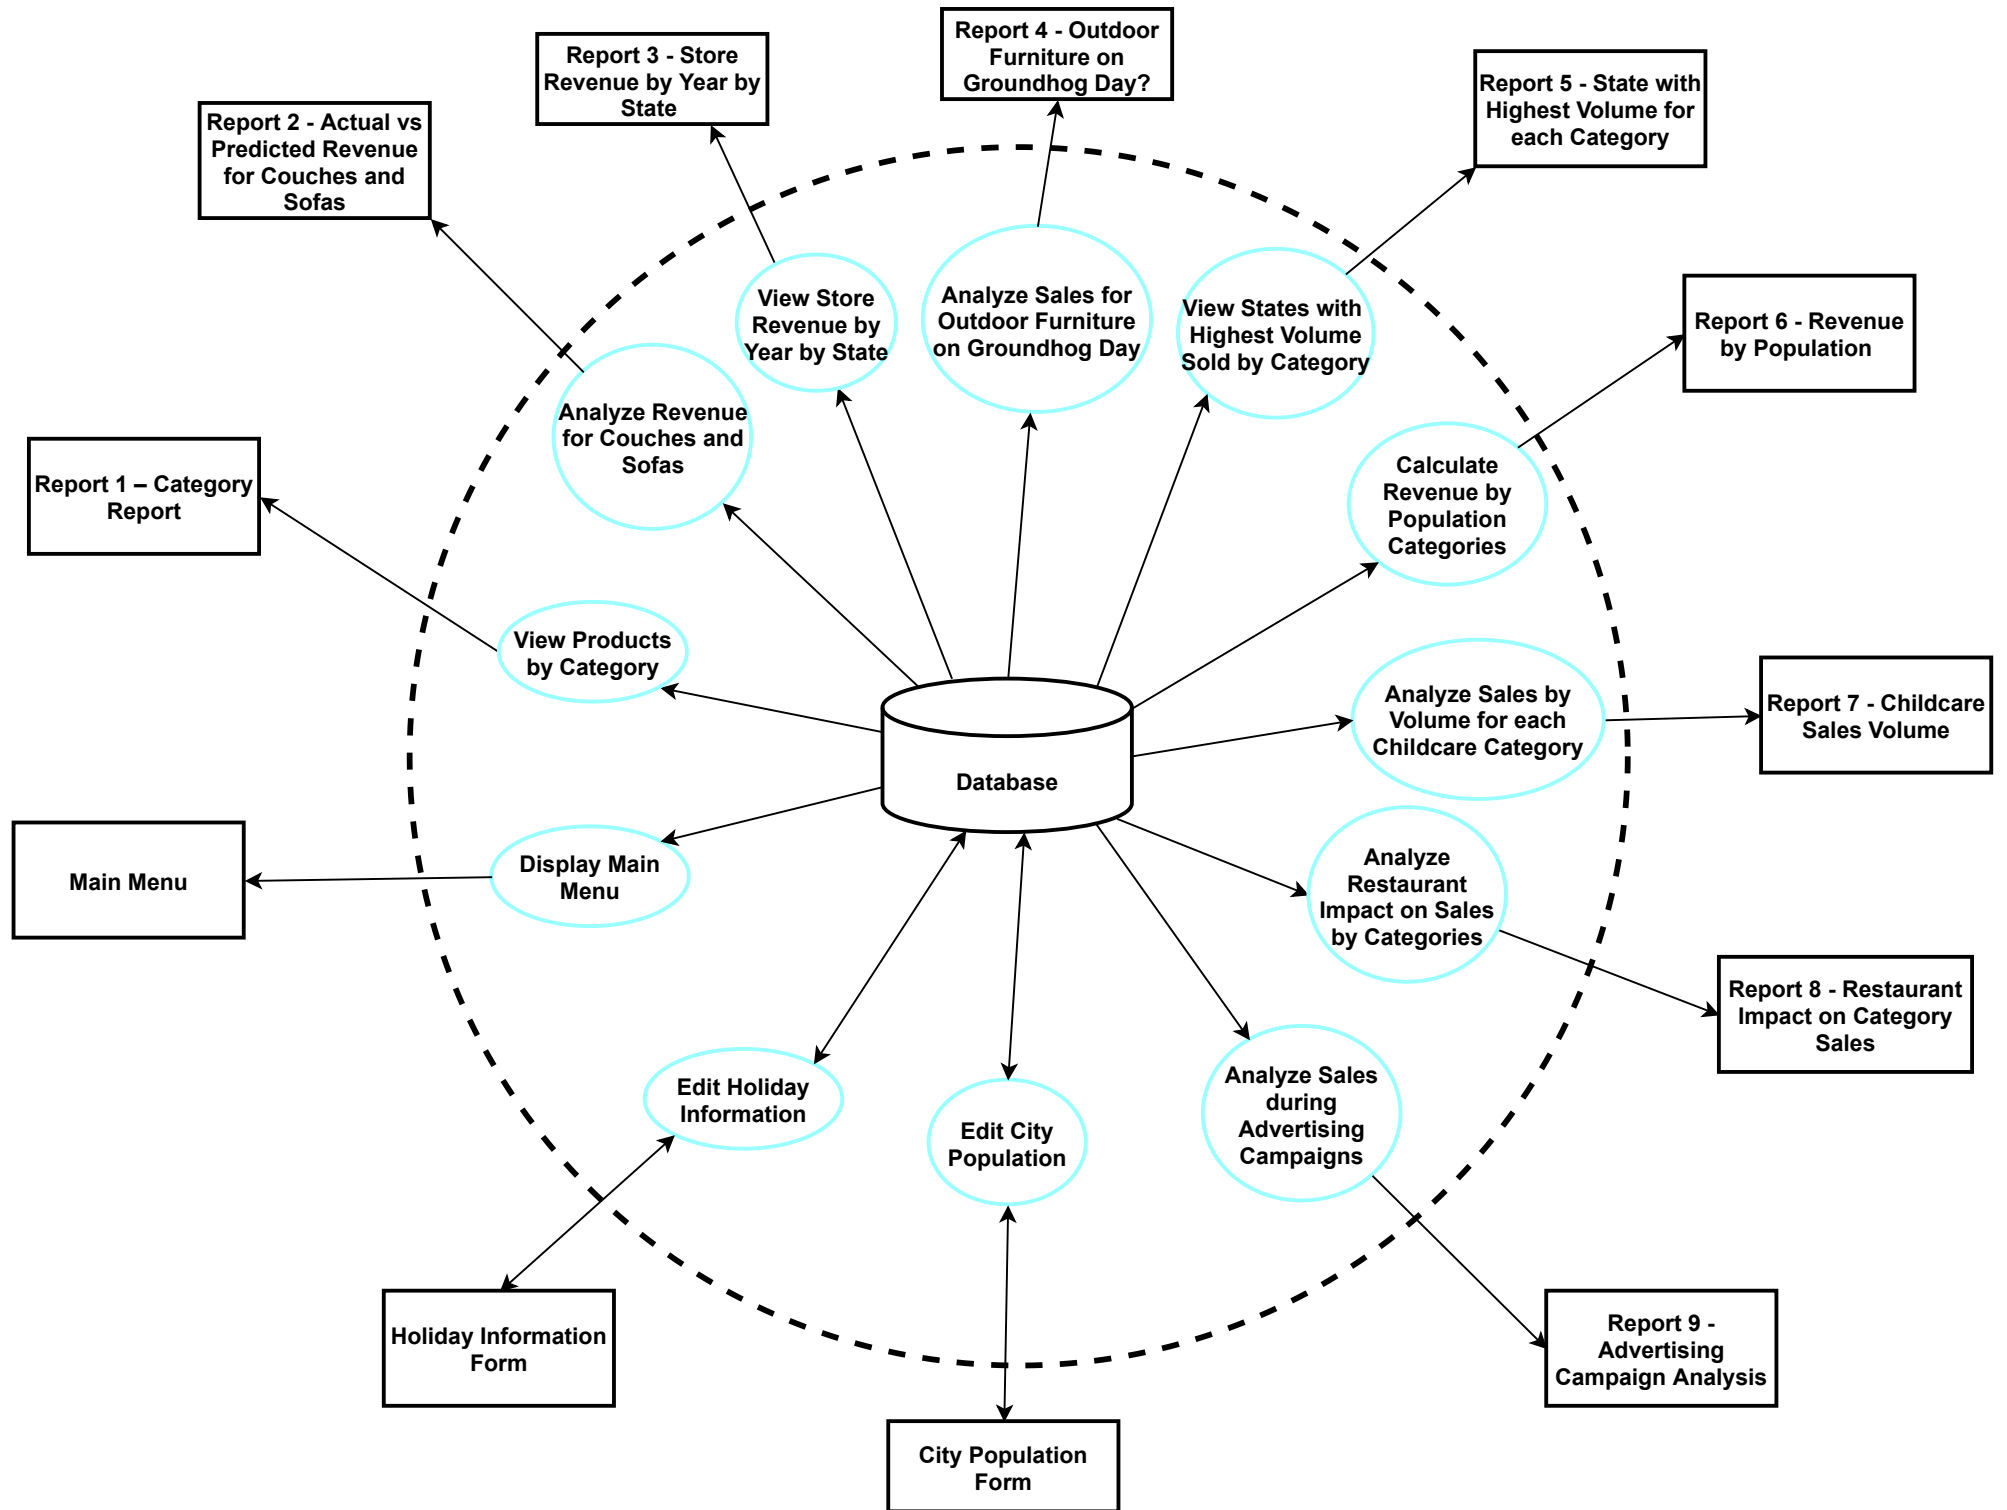 Report 4 - Outdoor
Furniture on
Groundhog Day?
Report 3 - Store
Revenue by Year by
State
Report 5 - State with
Highest Volume for
each Category
Report 2 - Actual vs
Predicted Revenue
for Couches and
Sofas
View Store
Revenue by
Year by State
Analyze Sales for
Outdoor Furniture
on Groundhog Day
View States with
Highest Volume
Sold by Category
Report 6 - Revenue
by Population
Analyze Revenue
for Couches and
Sofas
Calculate
Revenue by
Population
Categories
Report 1 – Category
Report
View Products
by Category
Analyze Sales by
Volume for each
Childcare Category
Report 7 - Childcare
Sales Volume
Database
Main Menu
Display Main
Menu
Analyze
Restaurant
Impact on Sales
by Categories
Report 8 - Restaurant
Impact on Category
Sales
Edit Holiday
Information
Edit City
Population
Analyze Sales
during
Advertising
Campaigns
Holiday Information
Form
Report 9 -
Advertising
Campaign Analysis
City Population
Form